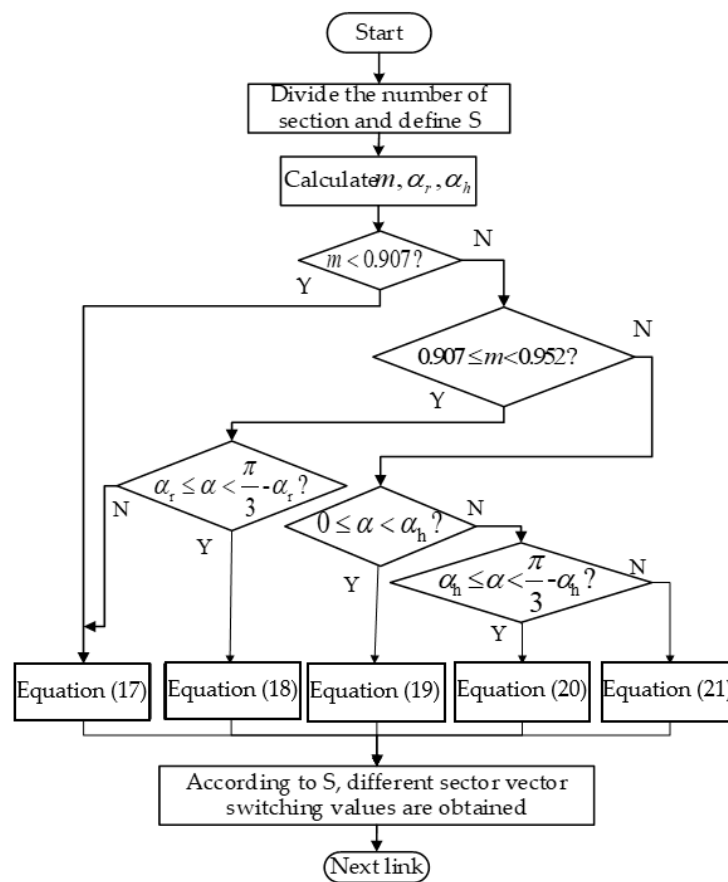 Start
Divide the number of
section and define S
Calculate m, αr, αh
m < 0.907?
N
Y
0.907 ≤ m < 0.952?
N
Y
αr ≤ α < π/3 - αr?
N
Y
0 ≤ α < αh?
N
Y
αh ≤ α < π/3 - αh?
N
Y
Equation (17)
Equation (18)
Equation (19)
Equation (20)
Equation (21)
According to S, different sector vector
switching values are obtained
Next link